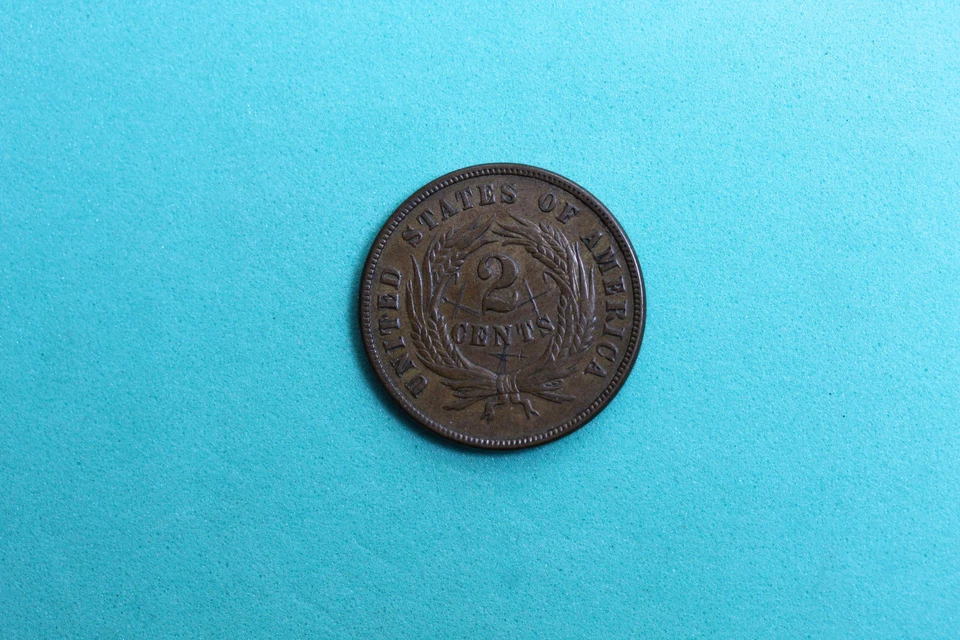 UNITED STATES OF AMERICA
2
CENTS